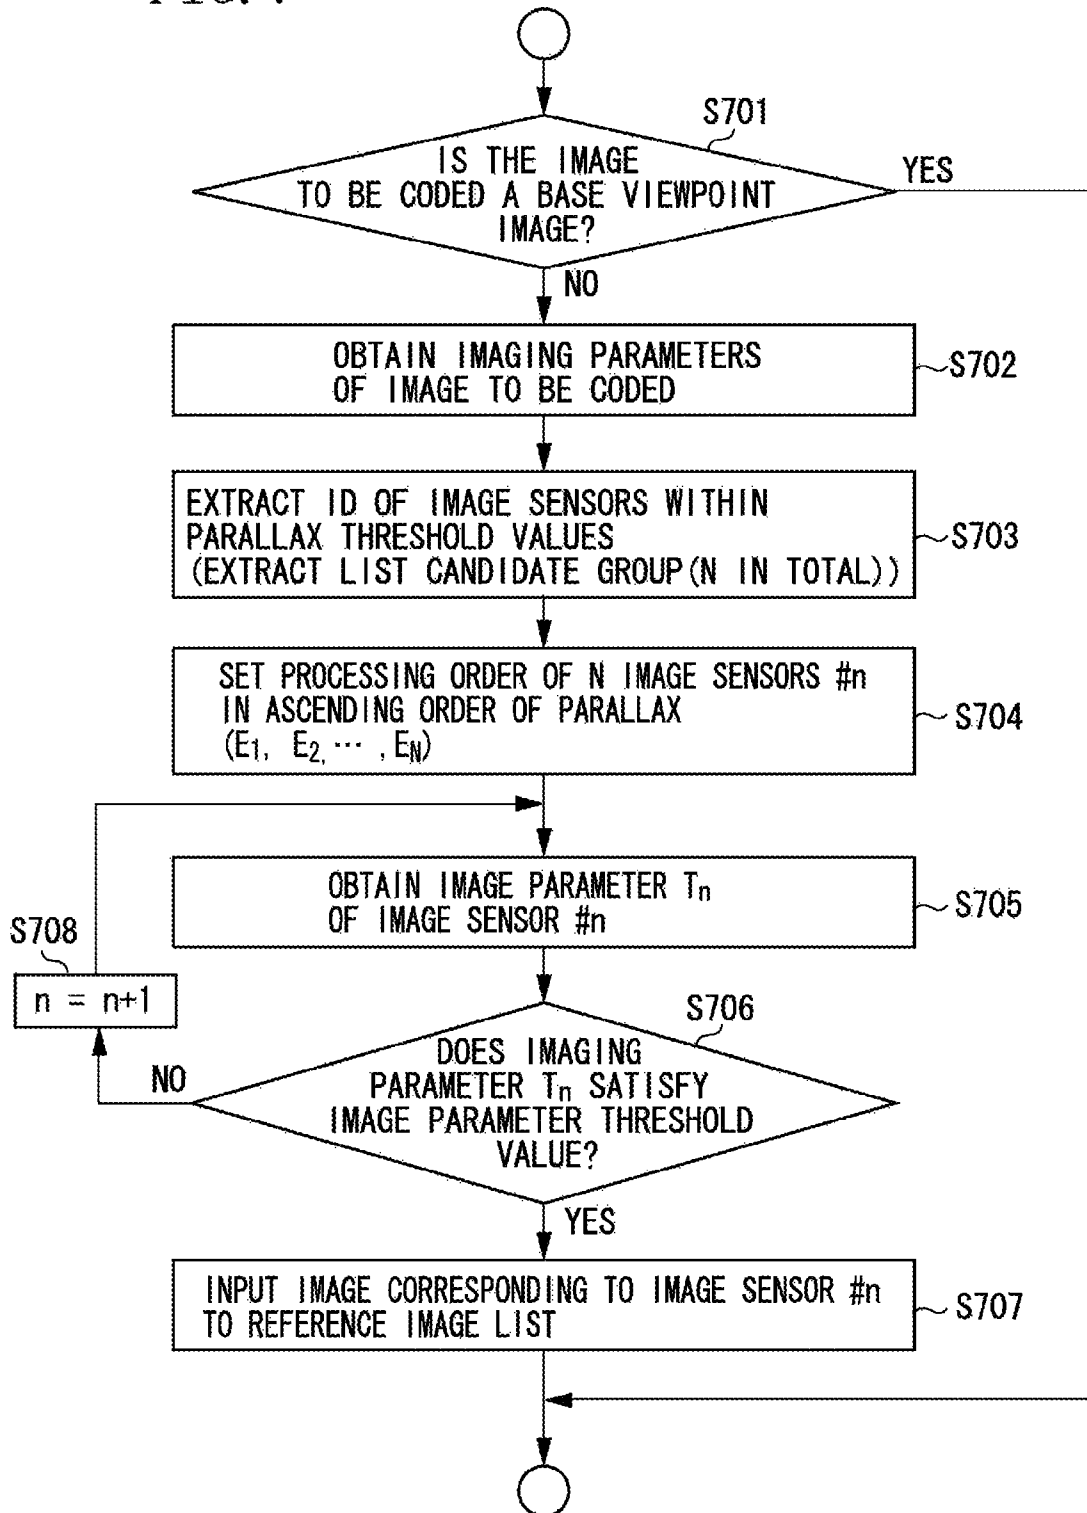 S701
IS THE IMAGE
TO BE CODED A BASE VIEWPOINT
IMAGE?
YES
NO
OBTAIN IMAGING PARAMETERS
OF IMAGE TO BE CODED
S702
EXTRACT ID OF IMAGE SENSORS WITHIN
PARALLAX THRESHOLD VALUES
(EXTRACT LIST CANDIDATE GROUP(N IN TOTAL))
S703
SET PROCESSING ORDER OF N IMAGE SENSORS #n
IN ASCENDING ORDER OF PARALLAX
(E1, E2, ··· , EN)
S704
OBTAIN IMAGE PARAMETER Tn
OF IMAGE SENSOR #n
S705
S708
n = n+1
S706
DOES IMAGING
PARAMETER Tn SATISFY
IMAGE PARAMETER THRESHOLD
VALUE?
NO
YES
INPUT IMAGE CORRESPONDING TO IMAGE SENSOR #n
TO REFERENCE IMAGE LIST
S707